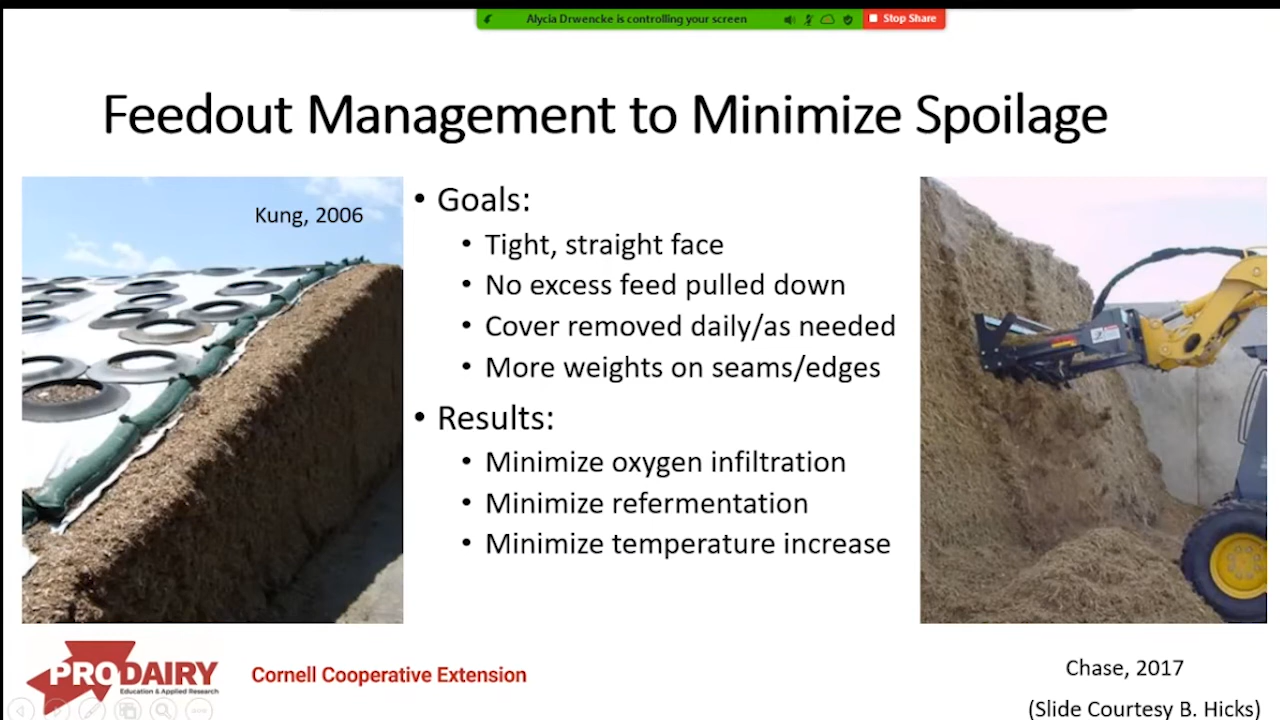 Alycia Drwencke is controlling your screen
Stop Share
Feedout Management to Minimize Spoilage
Kung, 2006
• Goals:
• Tight, straight face
• No excess feed pulled down
• Cover removed daily/as needed
• More weights on seams/edges
• Results:
• Minimize oxygen infiltration
• Minimize refermentation
• Minimize temperature increase
PRODAIRY
Education & Applied Research
Cornell Cooperative Extension
Chase, 2017
(Slide Courtesy B. Hicks)